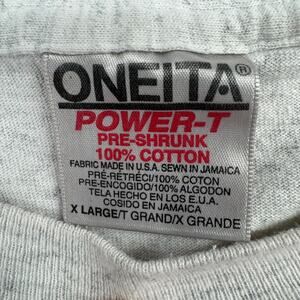 ONEITA®
POWER-T
PRE-SHRUNK
100% COTTON
FABRIC MADE IN U.S.A. SEWN IN JAMAICA
PRÉ-RÉTRÉCI/100% COTON
PRE-ENCOGIDO/100% ALGODON
TELA HECHO EN LOS E.U.A.
COSIDO EN JAMAICA
X LARGE/T GRAND/X GRANDE